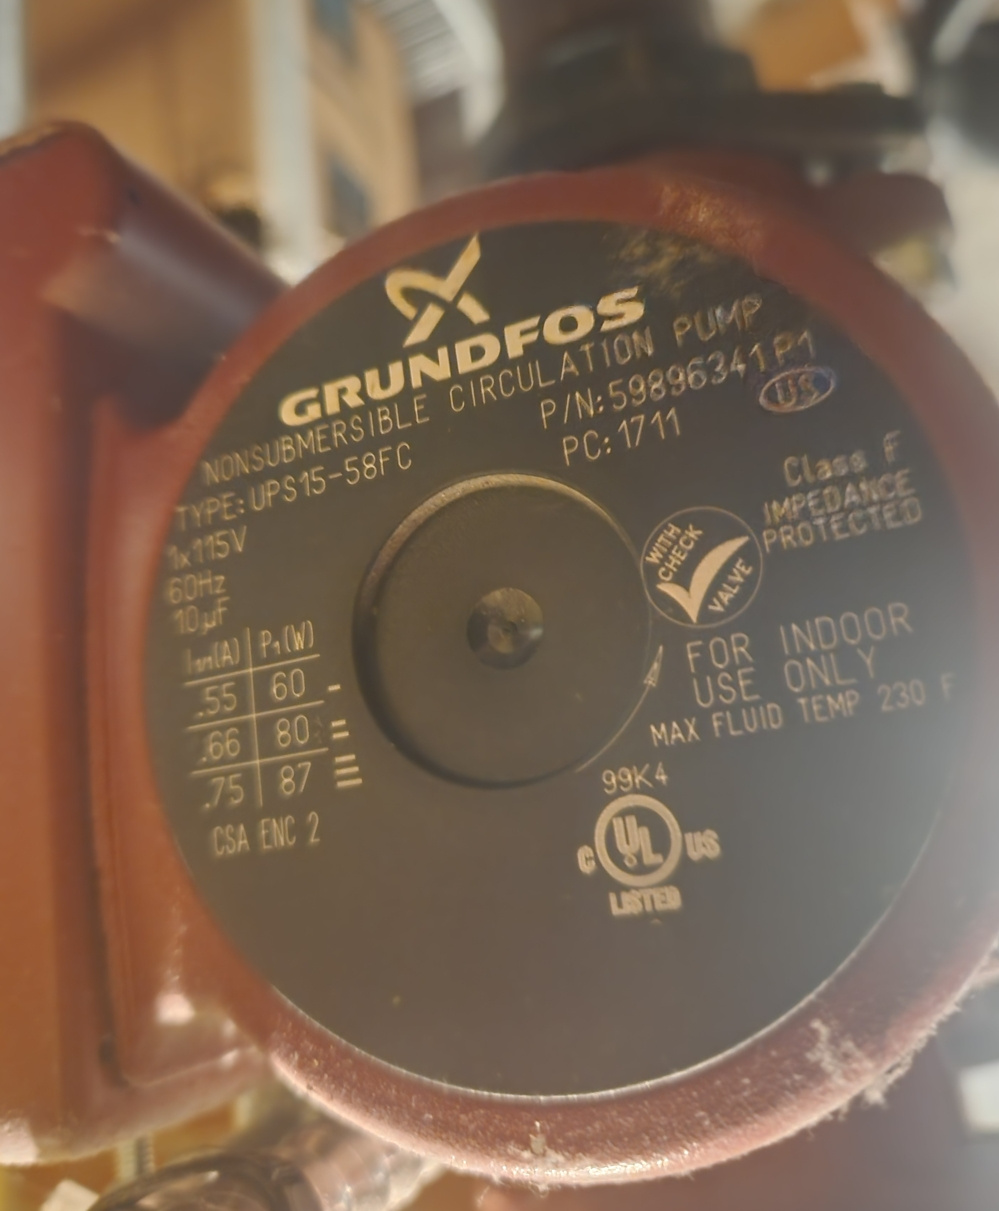 GRUNDFOS
NONSUBMERSIBLE CIRCULATION PUMP
TYPE: UPS15-58FC
P/N: 59896341P1
PC: 1711
US
1x115V
60Hz
10µF
I1/1(A) P1(W)
.55 60
.66 80
.75 87
CSA ENC 2
Class F
IMPEDANCE
PROTECTED
WITH
CHECK
VALVE
FOR INDOOR
USE ONLY
MAX FLUID TEMP 230 F
99K4
C UL US
LISTED